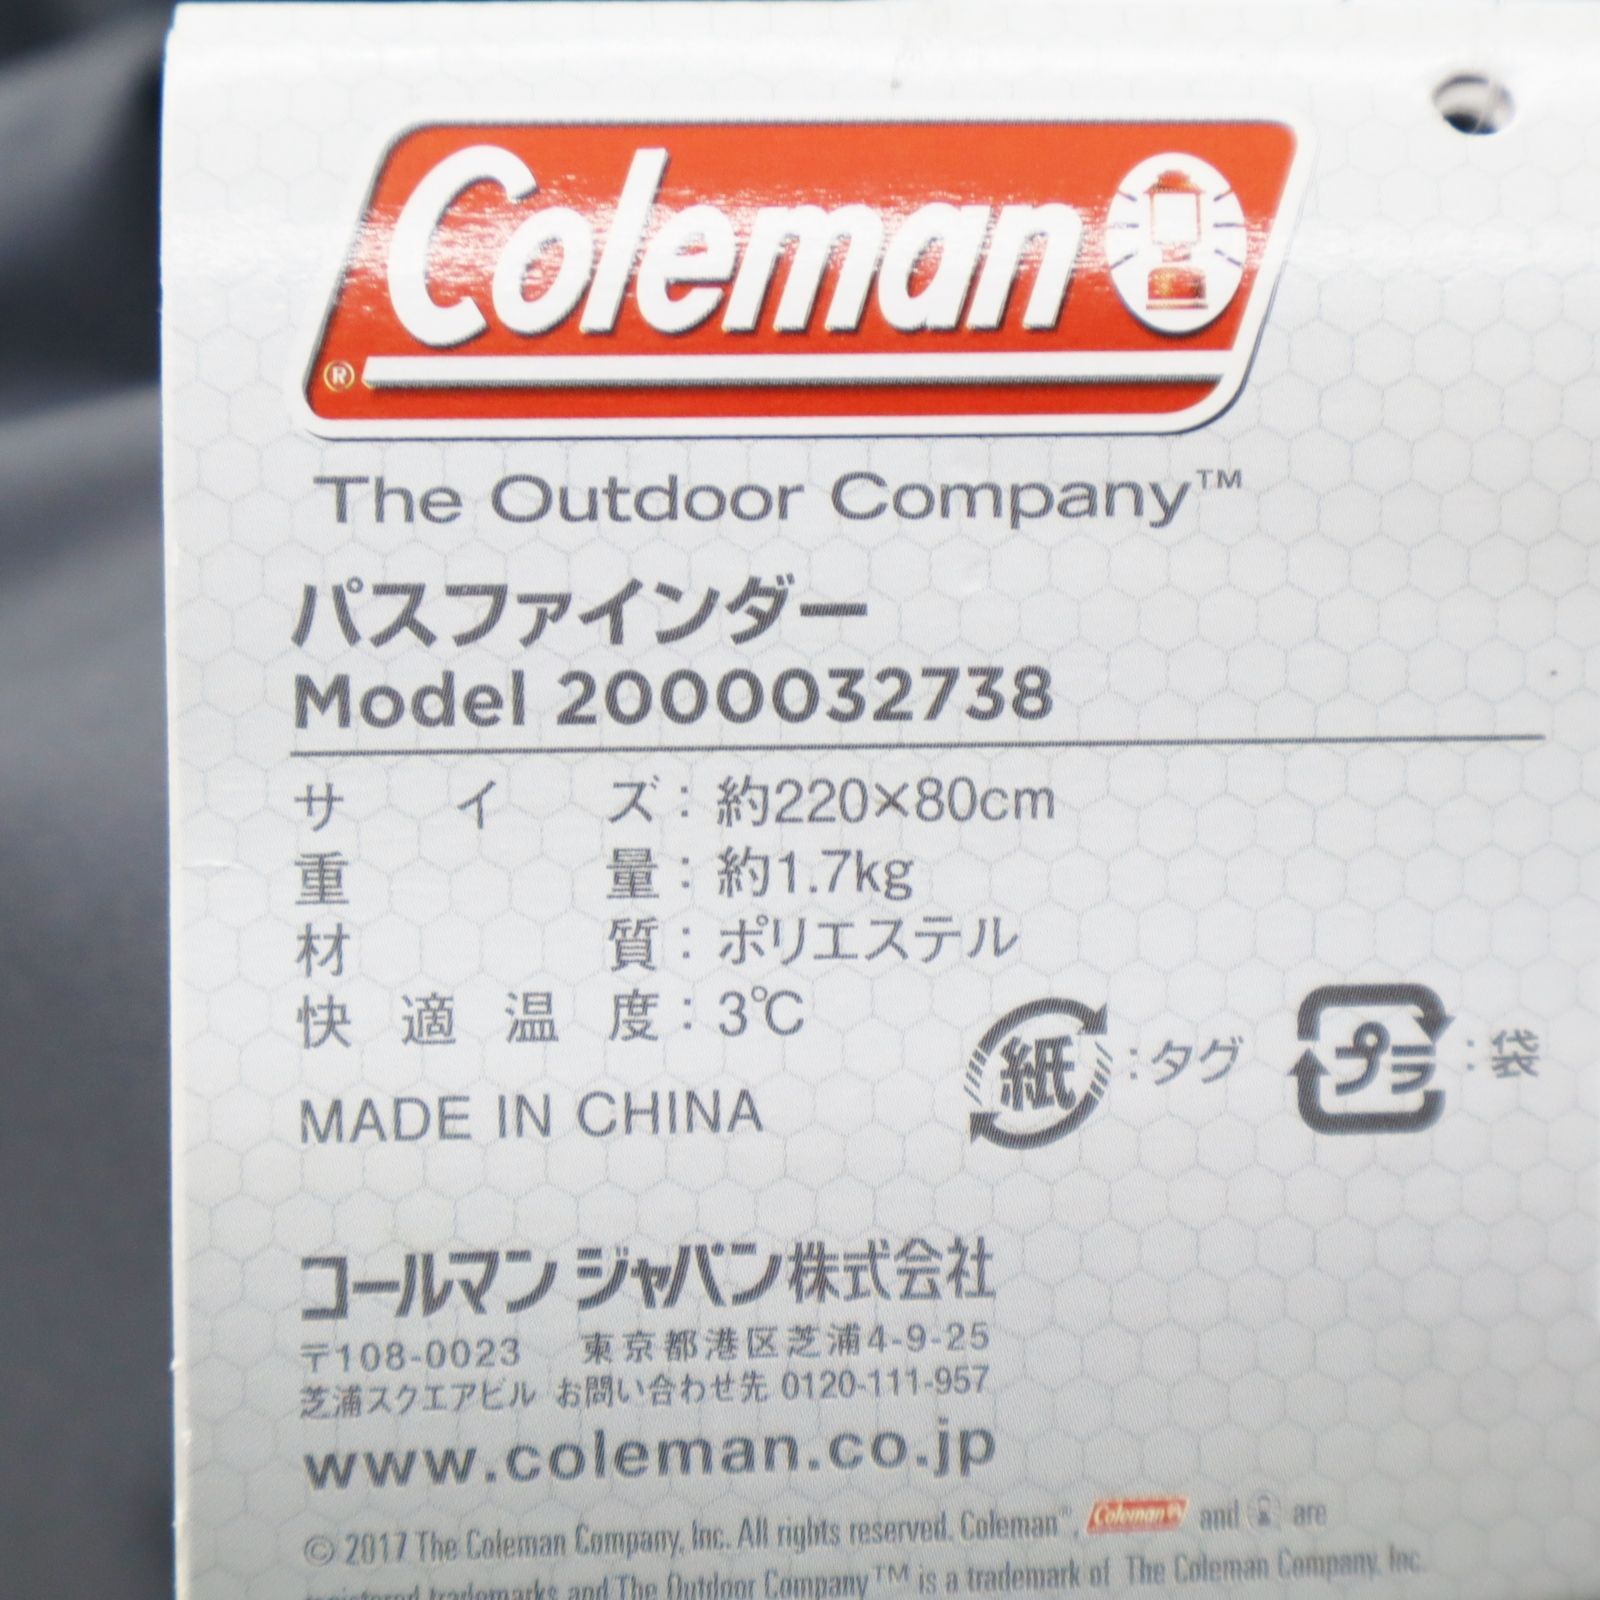 Coleman
®
The Outdoor Company™
パスファインダー
Model 2000032738
サイズ：約220×80cm
重量：約1.7kg
材質：ポリエステル
快適温度：3℃
紙：タグ プラ：袋
MADE IN CHINA
コールマン ジャパン株式会社
〒108-0023 東京都港区芝浦4-9-25
芝浦スクエアビル お問い合わせ先 0120-111-957
www.coleman.co.jp
© 2017 The Coleman Company, Inc. All rights reserved. Coleman®, Coleman and are
registered trademarks and The Outdoor Company™ is a trademark of The Coleman Company, Inc.